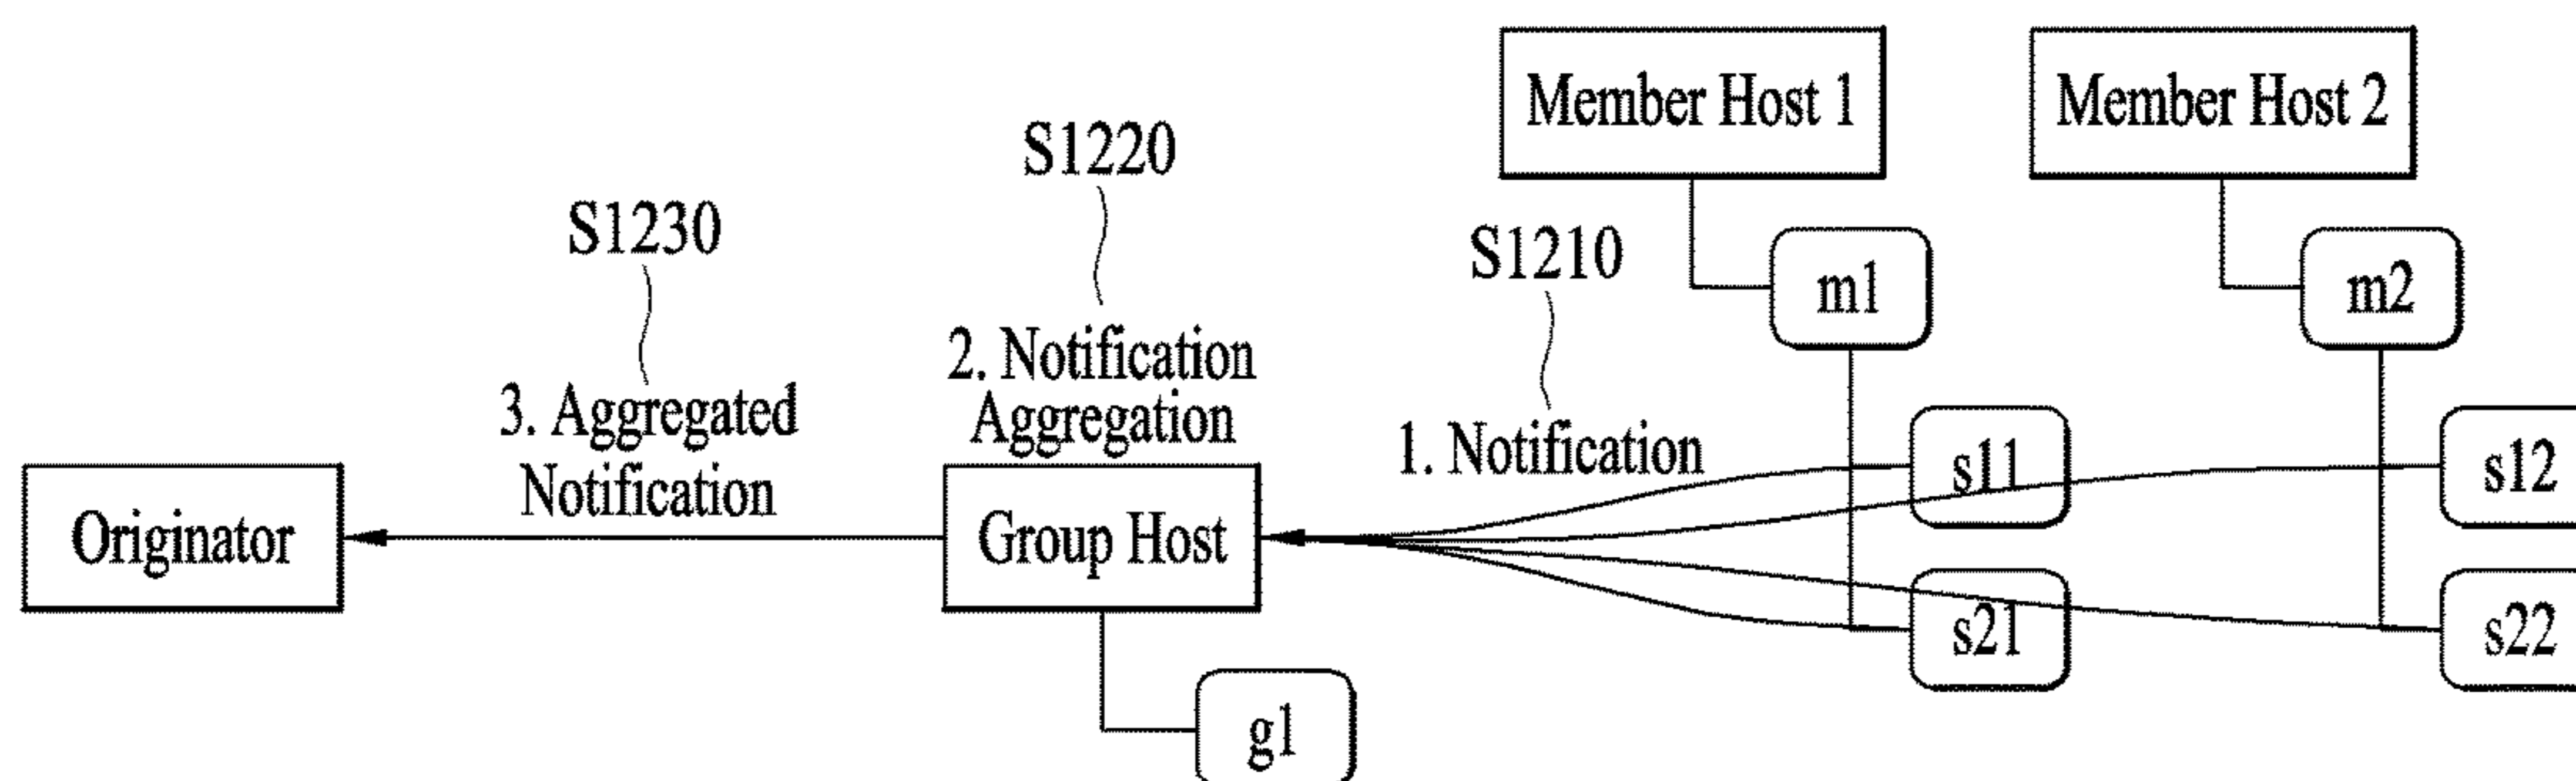 Member Host 1
Member Host 2
S1220
S1230
S1210
m1
m2
2. Notification
Aggregation
3. Aggregated
Notification
1. Notification
s11
s12
Originator
Group Host
s21
s22
g1